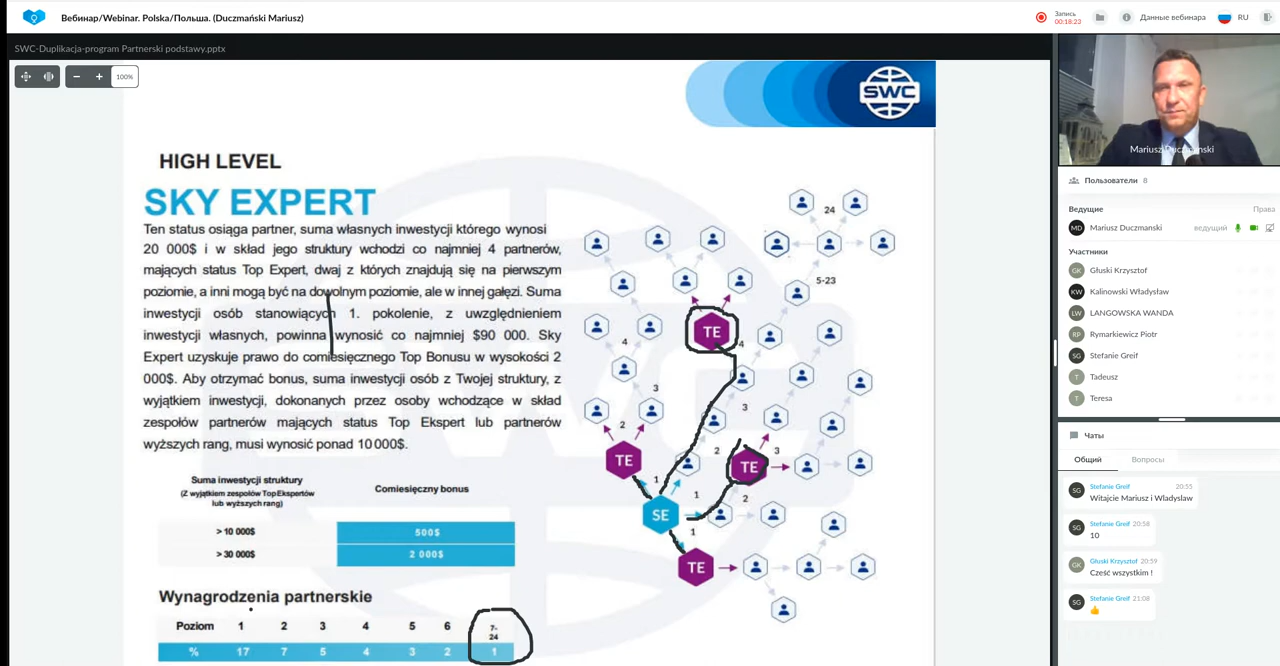 Вебинар/Webinar. Polska/Польша. (Duczmański Mariusz)
Запись
00:18:23
Данные вебинара
RU
SWC-Duplikacja-program Partnerski podstawy.pptx
100%
SWC
HIGH LEVEL
SKY EXPERT
Ten status osiąga partner, suma własnych inwestycji którego wynosi
20 000$ i w skład jego struktury wchodzi co najmniej 4 partnerów,
mających status Top Expert, dwaj z których znajdują się na pierwszym
poziomie, a inni mogą być na dowolnym poziomie, ale w innej gałęzi. Suma
inwestycji osób stanowiących 1. pokolenie, z uwzględnieniem
inwestycji własnych, powinna wynosić co najmniej $90 000. Sky
Expert uzyskuje prawo do comiesięcznego Top Bonusu w wysokości 2
000$. Aby otrzymać bonus, suma inwestycji osób z Twojej struktury, z
wyjątkiem inwestycji, dokonanych przez osoby wchodzące w skład
zespołów partnerów mających status Top Ekspert lub partnerów
wyższych rang, musi wynosić ponad 10 000$.
Suma inwestycji struktury
(Z wyjątkiem zespołów Top Ekspertów
lub wyższych rang)
Comiesięczny bonus
> 10 000$ 500$
> 30 000$ 2 000$
Wynagrodzenia partnerskie
Poziom 1 2 3 4 5 6 7-24
% 17 7 5 4 3 2 1
24
5-23
TE
4
4
3
3
2
2
TE
3
TE
1
1
2
SE
1
TE
Mariusz Duczmanski
Пользователи 8
Ведущие Права
MD Mariusz Duczmanski ведущий
Участники
GK Głuski Krzysztof
KW Kalinowski Władysław
LW LANGOWSKA WANDA
RP Rymarkiewicz Piotr
SG Stefanie Greif
T Tadeusz
T Teresa
Чаты
Общий Вопросы
SG Stefanie Greif 20:55
Witajcie Mariusz i Wladyslaw
SG Stefanie Greif 20:58
10
GK Głuski Krzysztof 20:59
Cześć wszystkim !
SG Stefanie Greif 21:08
👍